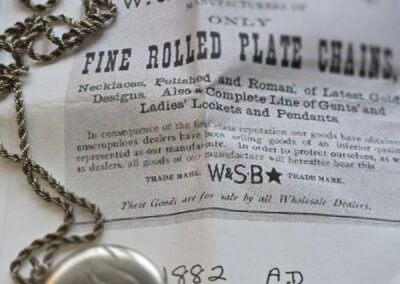 MANUFACTURERS OF
ONLY
FINE ROLLED PLATE CHAINS,
Necklaces, Polished and Roman, of Latest Gold
Designs. Also a Complete Line of Gents' and
Ladies' Lockets and Pendants.
In consequence of the first class reputation our goods have obtained
unscrupulous dealers have been selling goods of an inferior
represented as our manufacture. In order to protect ourselves, as w
as dealers, all goods of our manufacture will hereafter bear this
TRADE MARK. W&SB★ TRADE MARK.
These Goods are for sale by all Wholesale Dealers.
1882 A.D